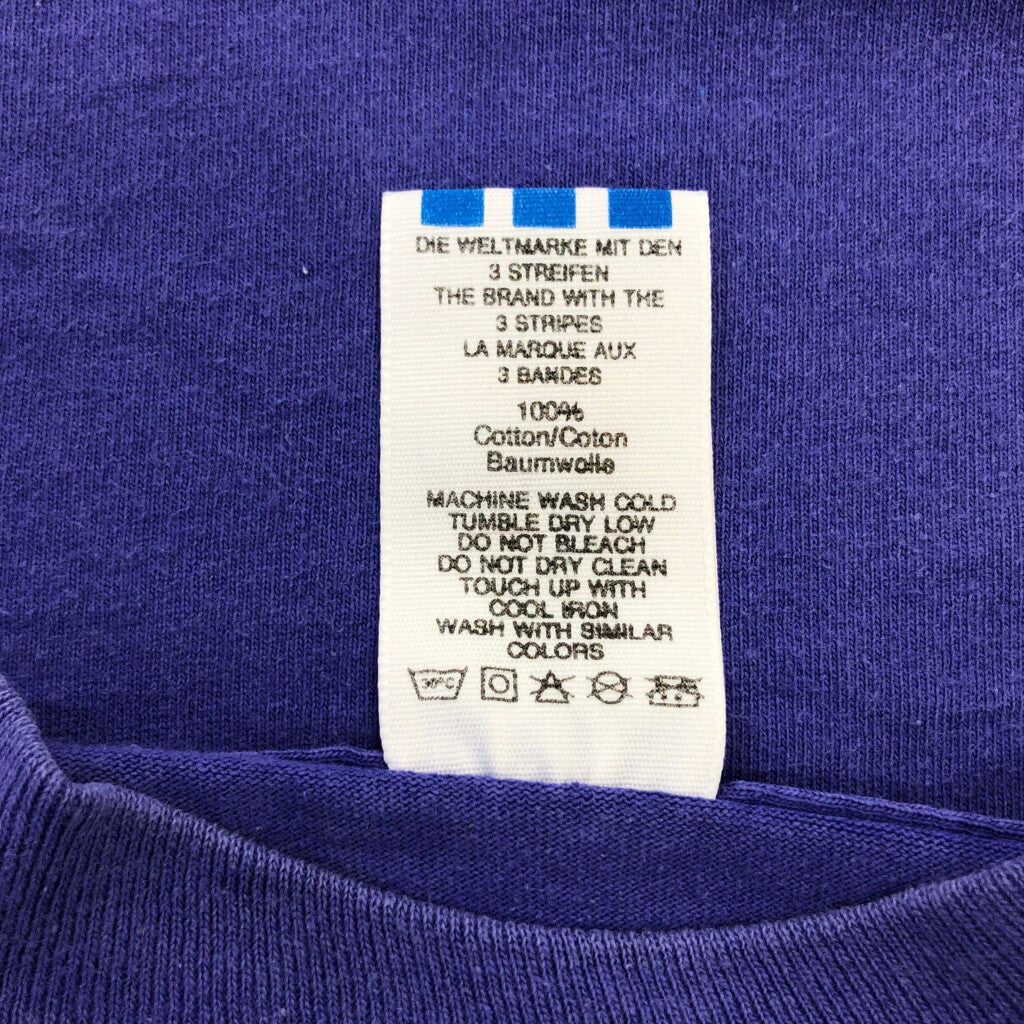 DIE WELTMARKE MIT DEN
3 STREIFEN
THE BRAND WITH THE
3 STRIPES
LA MARQUE AUX
3 BANDES
100%
Cotton/Coton
Baumwolle
MACHINE WASH COLD
TUMBLE DRY LOW
DO NOT BLEACH
DO NOT DRY CLEAN
TOUCH UP WITH
COOL IRON
WASH WITH SIMILAR
COLORS
30°C